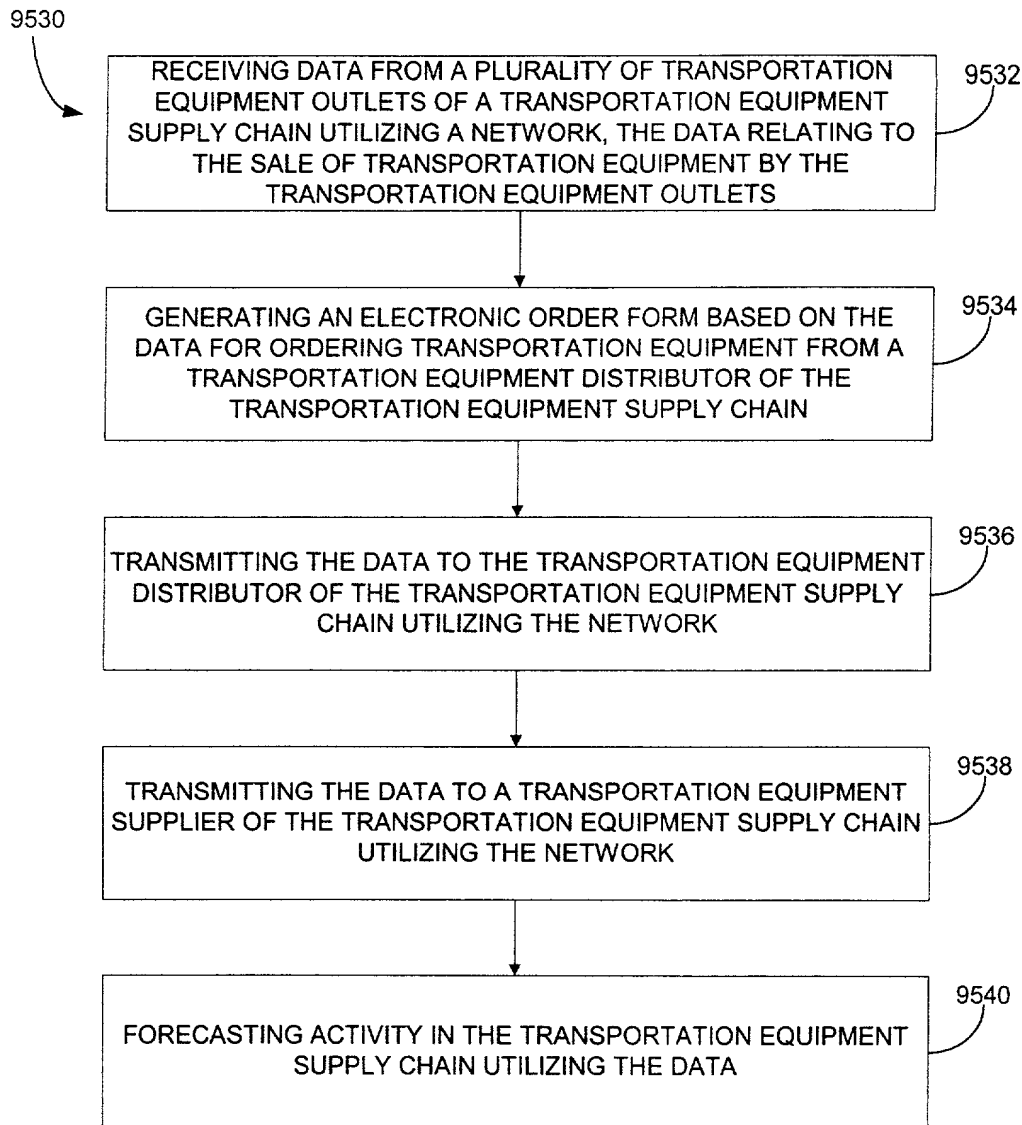 9530
RECEIVING DATA FROM A PLURALITY OF TRANSPORTATION
EQUIPMENT OUTLETS OF A TRANSPORTATION EQUIPMENT
SUPPLY CHAIN UTILIZING A NETWORK, THE DATA RELATING TO
THE SALE OF TRANSPORTATION EQUIPMENT BY THE
TRANSPORTATION EQUIPMENT OUTLETS
9532
GENERATING AN ELECTRONIC ORDER FORM BASED ON THE
DATA FOR ORDERING TRANSPORTATION EQUIPMENT FROM A
TRANSPORTATION EQUIPMENT DISTRIBUTOR OF THE
TRANSPORTATION EQUIPMENT SUPPLY CHAIN
9534
TRANSMITTING THE DATA TO THE TRANSPORTATION EQUIPMENT
DISTRIBUTOR OF THE TRANSPORTATION EQUIPMENT SUPPLY
CHAIN UTILIZING THE NETWORK
9536
TRANSMITTING THE DATA TO A TRANSPORTATION EQUIPMENT
SUPPLIER OF THE TRANSPORTATION EQUIPMENT SUPPLY CHAIN
UTILIZING THE NETWORK
9538
FORECASTING ACTIVITY IN THE TRANSPORTATION EQUIPMENT
SUPPLY CHAIN UTILIZING THE DATA
9540